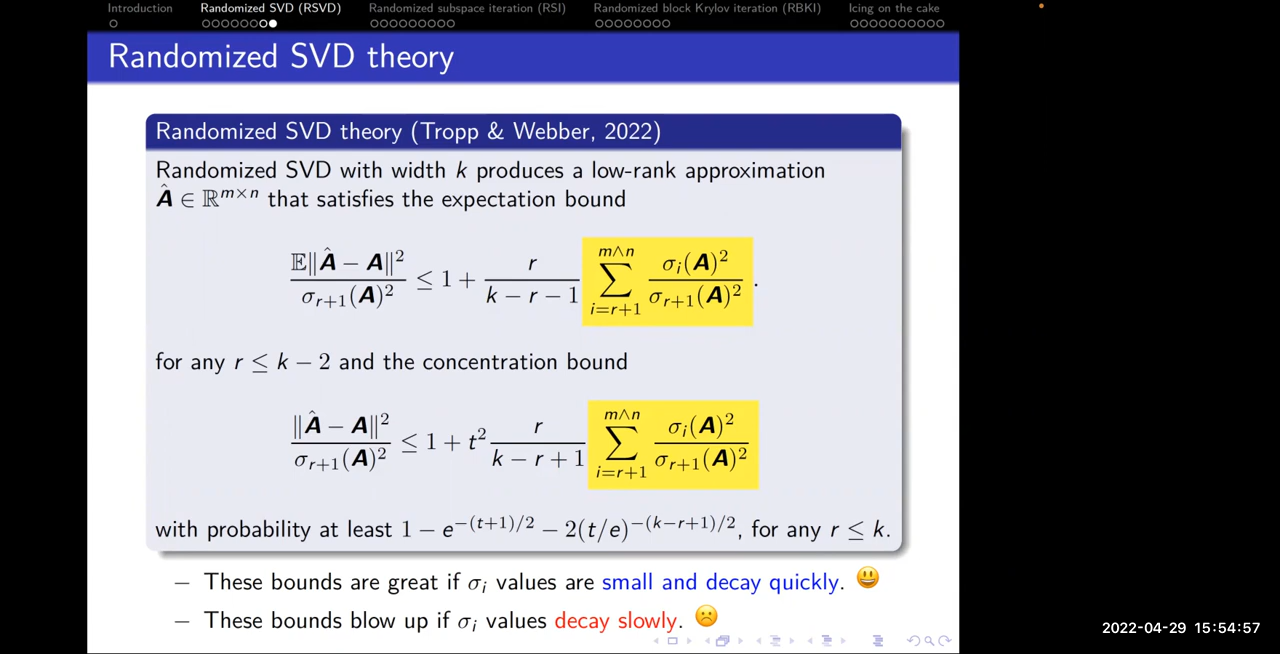 Introduction Randomized SVD (RSVD) Randomized subspace iteration (RSI) Randomized block Krylov iteration (RBKI) Icing on the cake
Randomized SVD theory
Randomized SVD theory (Tropp & Webber, 2022)
Randomized SVD with width k produces a low-rank approximation
Â ∈ ℝ^{m×n} that satisfies the expectation bound
𝔼‖Â − A‖² / σ_{r+1}(A)² ≤ 1 + r/(k − r − 1) ∑_{i=r+1}^{m∧n} σ_i(A)² / σ_{r+1}(A)² .
for any r ≤ k − 2 and the concentration bound
‖Â − A‖² / σ_{r+1}(A)² ≤ 1 + t² r/(k − r + 1) ∑_{i=r+1}^{m∧n} σ_i(A)² / σ_{r+1}(A)²
with probability at least 1 − e^{−(t+1)/2} − 2(t/e)^{−(k−r+1)/2}, for any r ≤ k.
– These bounds are great if σ_i values are small and decay quickly. 😃
– These bounds blow up if σ_i values decay slowly. ☹️
2022-04-29 15:54:57